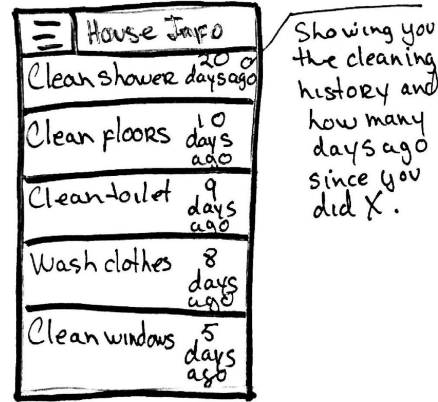 House Info
Clean shower 20
days ago
Clean floors 10
days
ago
Clean toilet 9
days
ago
Wash clothes 8
days
ago
Clean windows 5
days
ago
Showing you
the cleaning
history and
how many
days ago
since you
did X.